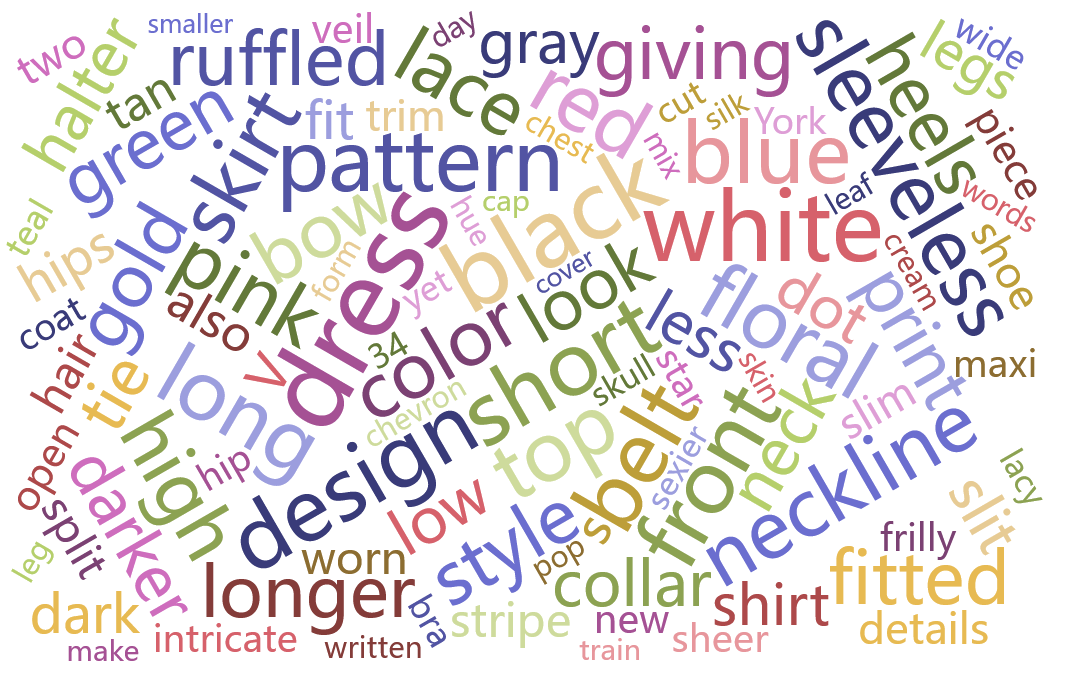 smaller
veil
day
two
halter
ruffled
lace
gray
giving
sleeveless
heels
legs
wide
tan
green
skirt
fit
trim
pattern
chest
red
cut
silk
mix
York
blue
piece
words
leaf
white
teal
hips
gold
pink
bow
hue
cap
form
dress
yet
black
cover
look
cream
shoe
coat
also
hair
tie
V
34
color
short
less
floral
dot
print
maxi
long
chevron
skull
star
skin
neck
slim
open
high
hip
design
top
belt
s
sexier
front
neckline
lacy
slit
split
darker
low
style
pop
leg
worn
longer
collar
shirt
frilly
fitted
dark
bra
stripe
new
details
make
intricate
written
train
sheer